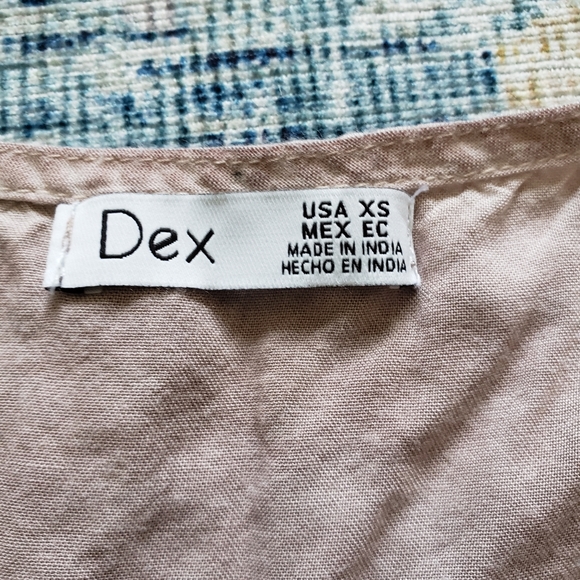 Dex
USA XS
MEX EC
MADE IN INDIA
HECHO EN INDIA